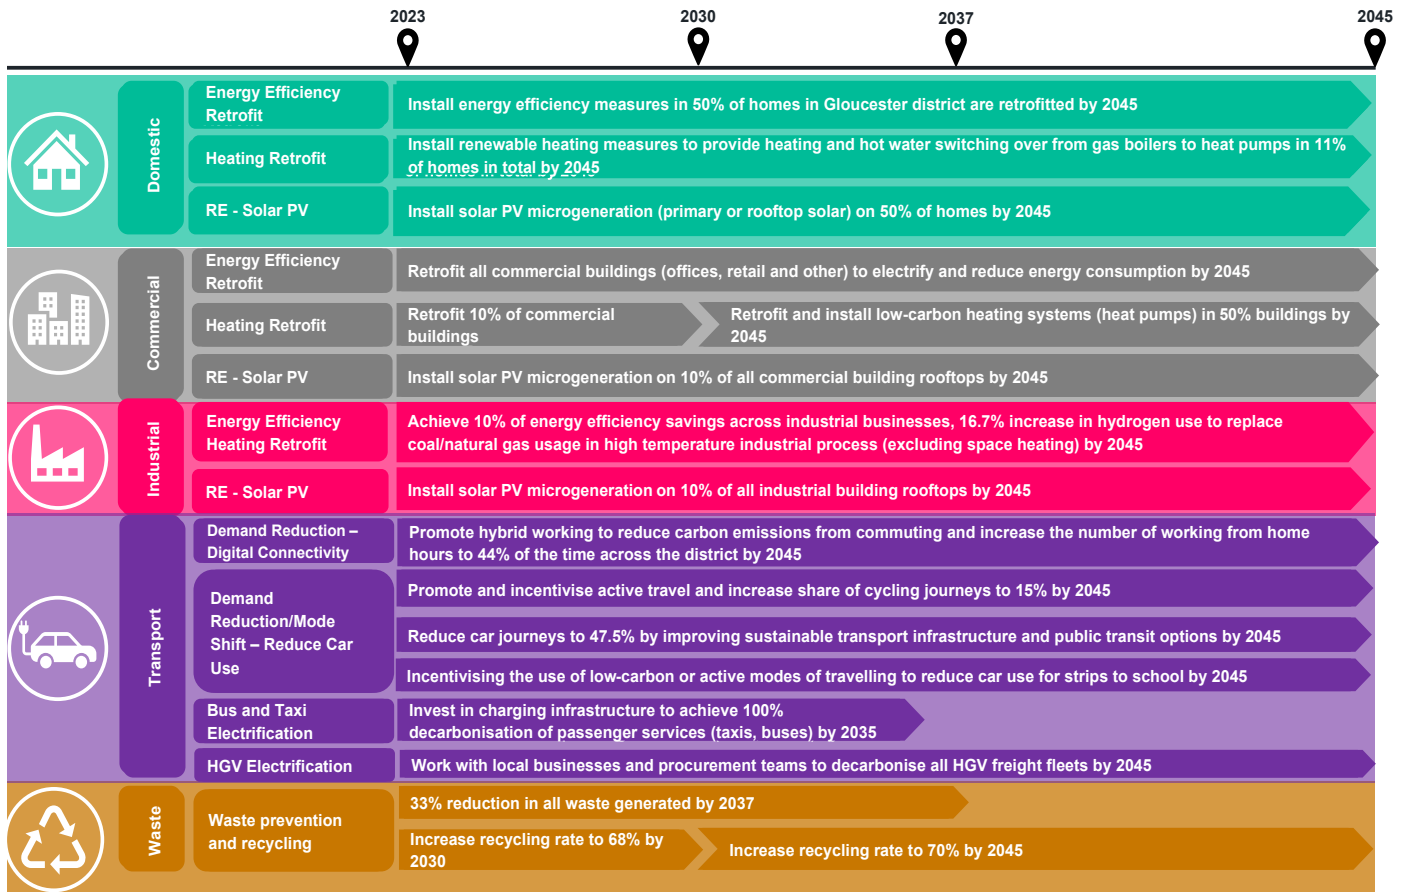 2023
2030
2037
2045
Domestic
Energy Efficiency
Retrofit
Install energy efficiency measures in 50% of homes in Gloucester district are retrofitted by 2045
Heating Retrofit
Install renewable heating measures to provide heating and hot water switching over from gas boilers to heat pumps in 11%
of homes in total by 2045
RE - Solar PV
Install solar PV microgeneration (primary or rooftop solar) on 50% of homes by 2045
Commercial
Energy Efficiency
Retrofit
Retrofit all commercial buildings (offices, retail and other) to electrify and reduce energy consumption by 2045
Heating Retrofit
Retrofit 10% of commercial
buildings
Retrofit and install low-carbon heating systems (heat pumps) in 50% buildings by
2045
RE - Solar PV
Install solar PV microgeneration on 10% of all commercial building rooftops by 2045
Industrial
Energy Efficiency
Heating Retrofit
Achieve 10% of energy efficiency savings across industrial businesses, 16.7% increase in hydrogen use to replace
coal/natural gas usage in high temperature industrial process (excluding space heating) by 2045
RE - Solar PV
Install solar PV microgeneration on 10% of all industrial building rooftops by 2045
Transport
Demand Reduction –
Digital Connectivity
Promote hybrid working to reduce carbon emissions from commuting and increase the number of working from home
hours to 44% of the time across the district by 2045
Demand
Reduction/Mode
Shift – Reduce Car
Use
Promote and incentivise active travel and increase share of cycling journeys to 15% by 2045
Reduce car journeys to 47.5% by improving sustainable transport infrastructure and public transit options by 2045
Incentivising the use of low-carbon or active modes of travelling to reduce car use for strips to school by 2045
Bus and Taxi
Electrification
Invest in charging infrastructure to achieve 100%
decarbonisation of passenger services (taxis, buses) by 2035
HGV Electrification
Work with local businesses and procurement teams to decarbonise all HGV freight fleets by 2045
Waste
Waste prevention
and recycling
33% reduction in all waste generated by 2037
Increase recycling rate to 68% by
2030
Increase recycling rate to 70% by 2045